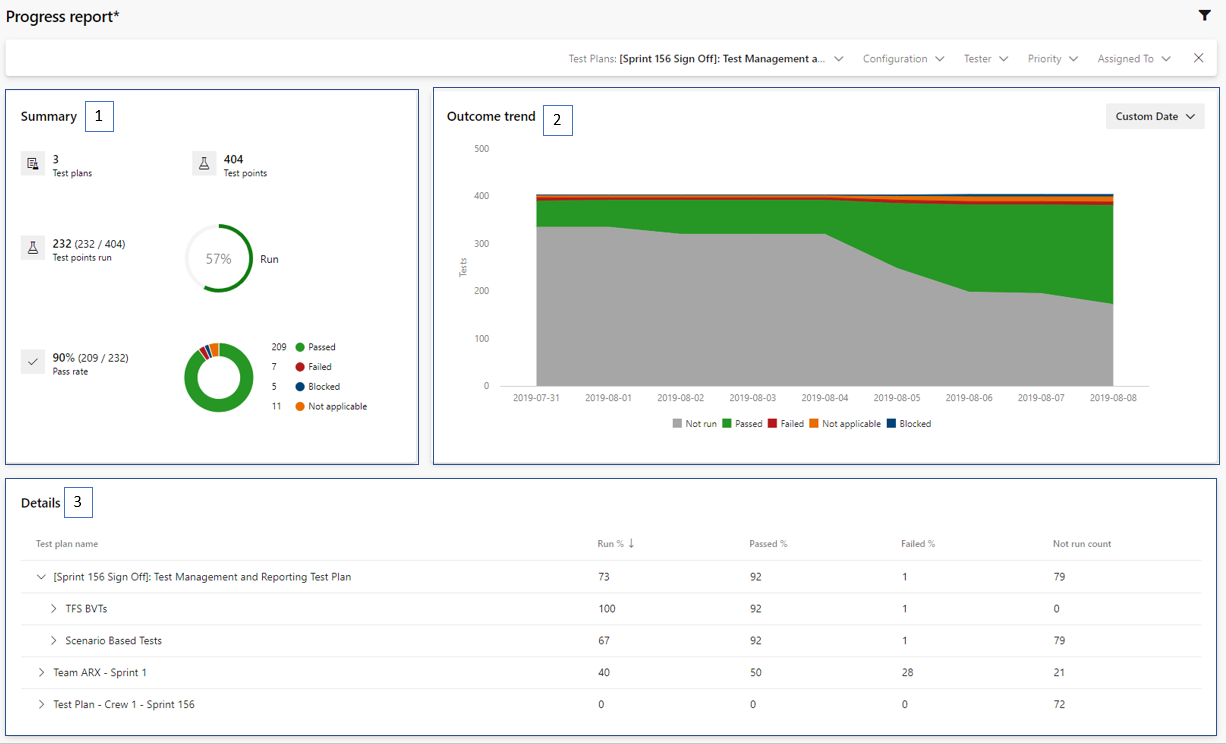 Progress report*
Test Plans: [Sprint 156 Sign Off]: Test Management a... Configuration Tester Priority Assigned To
Summary 1
3
Test plans
404
Test points
232 (232 / 404)
Test points run
57% Run
90% (209 / 232)
Pass rate
209 Passed
7 Failed
5 Blocked
11 Not applicable
Outcome trend 2
Custom Date
500
400
300
200
100
0
Tests
2019-07-31 2019-08-01 2019-08-02 2019-08-03 2019-08-04 2019-08-05 2019-08-06 2019-08-07 2019-08-08
Not run Passed Failed Not applicable Blocked
Details 3
Test plan name Run % Passed % Failed % Not run count
[Sprint 156 Sign Off]: Test Management and Reporting Test Plan 73 92 1 79
TFS BVTs 100 92 1 0
Scenario Based Tests 67 92 1 79
Team ARX - Sprint 1 40 50 28 21
Test Plan - Crew 1 - Sprint 156 0 0 0 72